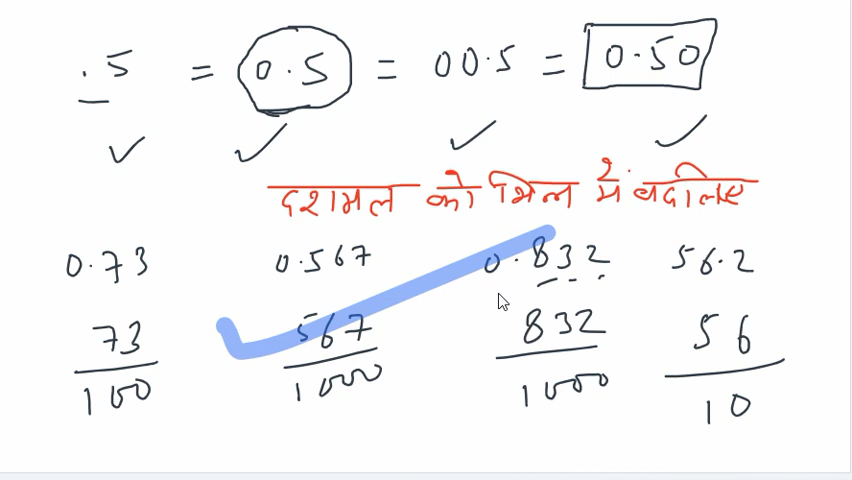 .5 = 0.5 = 00.5 = 0.50
दशमल को भिन्न में बदलिए
0.73 0.567 0.832 56.2
73 567 832 56
100 1000 1000 10